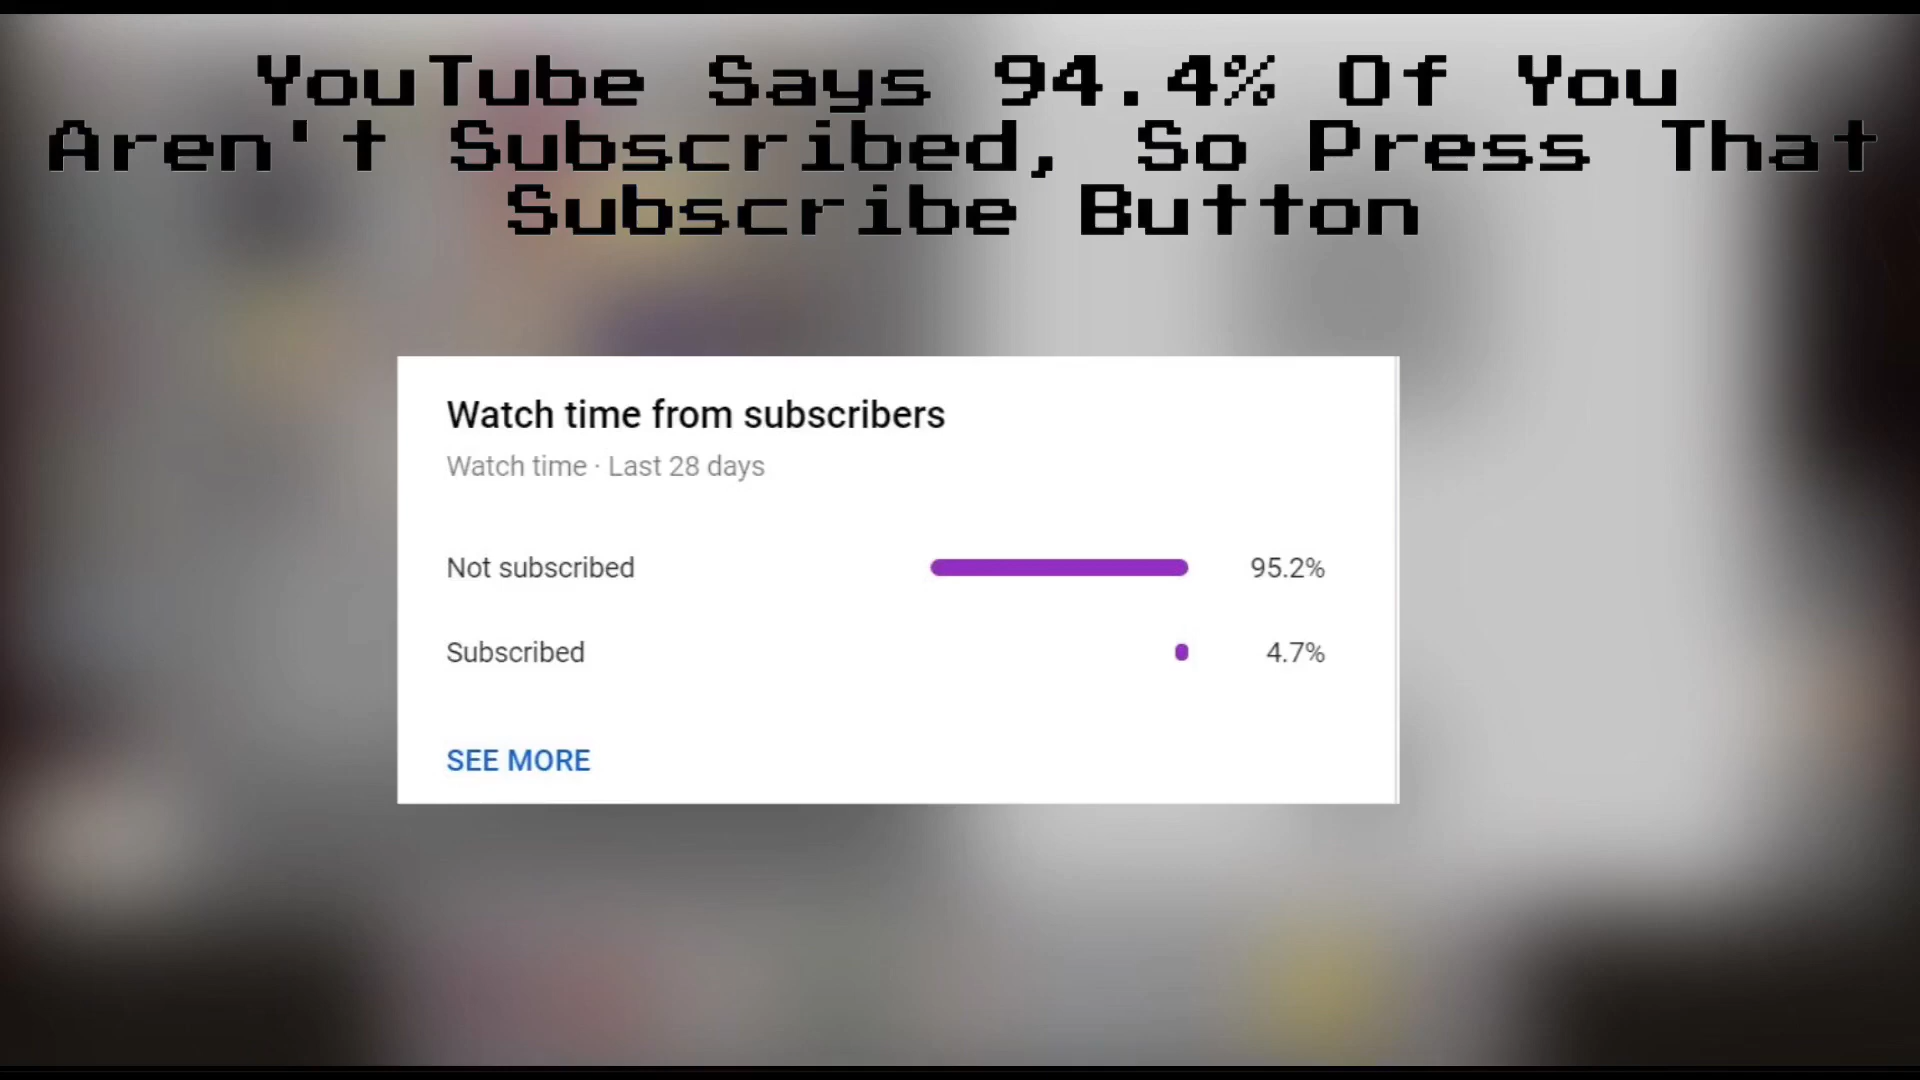 YouTube Says 94.4% Of You
Aren't Subscribed, So Press That
Subscribe Button
Watch time from subscribers
Watch time · Last 28 days
Not subscribed 95.2%
Subscribed 4.7%
SEE MORE